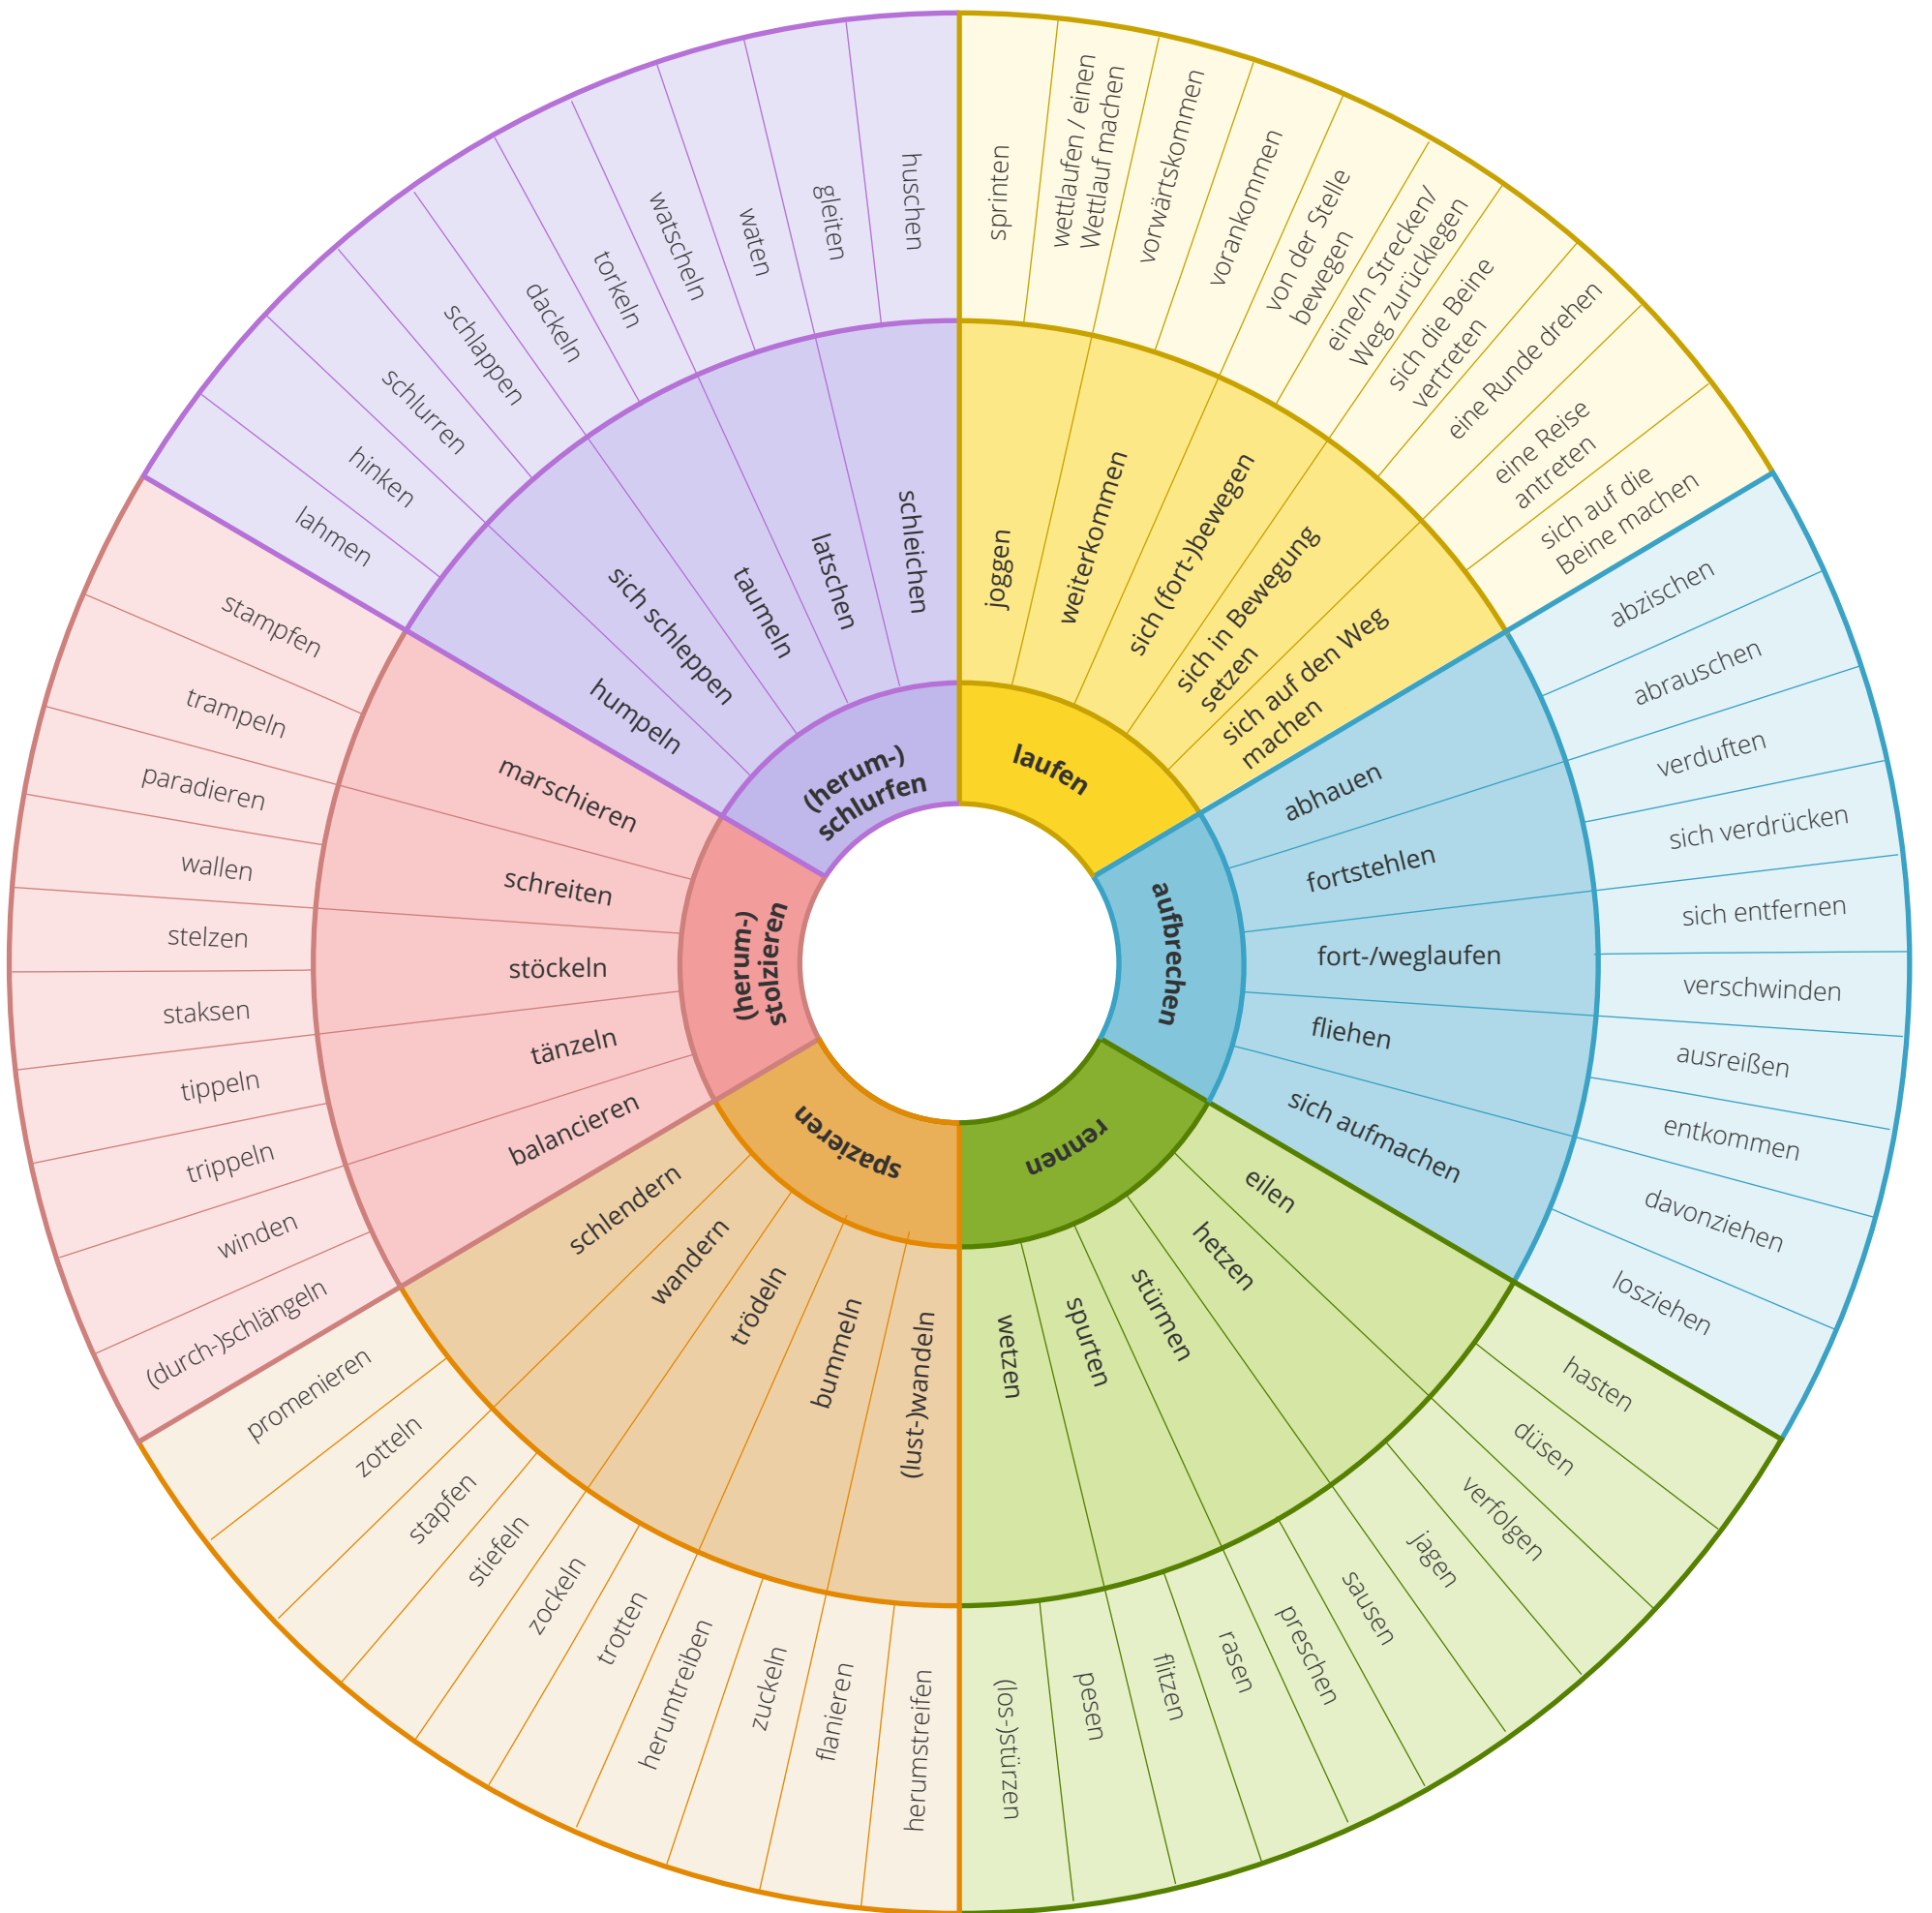 laufen
joggen
weiterkommen
sich (fort-)bewegen
sich in Bewegung
setzen
sich auf den Weg
machen
sprinten
wettlaufen / einen
Wettlauf machen
vorwärtskommen
vorankommen
von der Stelle
bewegen
eine/n Strecken/
Weg zurücklegen
sich die Beine
vertreten
eine Runde drehen
eine Reise
antreten
sich auf die
Beine machen
aufbrechen
abhauen
fortstehlen
fort-/weglaufen
fliehen
sich aufmachen
abzischen
abrauschen
verduften
sich verdrücken
sich entfernen
verschwinden
ausreißen
entkommen
davonziehen
losziehen
rennen
eilen
hetzen
stürmen
spurten
wetzen
hasten
düsen
verfolgen
jagen
sausen
preschen
rasen
flitzen
pesen
(los-)stürzen
spazieren
(lust-)wandeln
bummeln
trödeln
wandern
schlendern
herumstreifen
flanieren
zuckeln
herumtreiben
trotten
zockeln
stiefeln
stapfen
zotteln
promenieren
(herum-)
stolzieren
balancieren
tänzeln
stöckeln
schreiten
marschieren
(durch-)schlängeln
winden
trippeln
tippeln
staksen
stelzen
wallen
paradieren
trampeln
stampfen
(herum-)
schlurfen
humpeln
sich schleppen
taumeln
latschen
schleichen
lahmen
hinken
schlurren
schlappen
dackeln
torkeln
watscheln
waten
gleiten
huschen